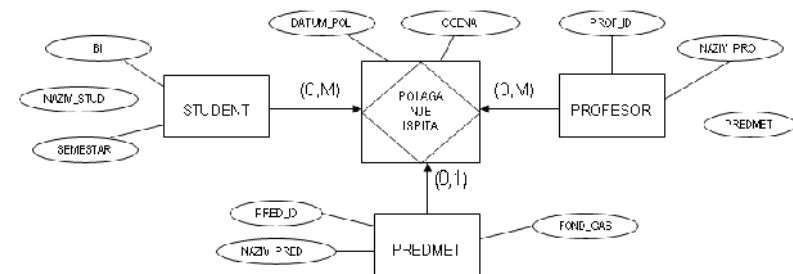 DATUM_POL
OCENA
PROF_ID
BI
NAZIV_PRO
NAZIV_STUD
STUDENT
(0,M)
POLAGA
NJE
ISPITA
(0,M)
PROFESOR
PREDMET
SEMESTAR
(0,1)
PRED_ID
FOND_CAS
NAZIV_PRED
PREDMET